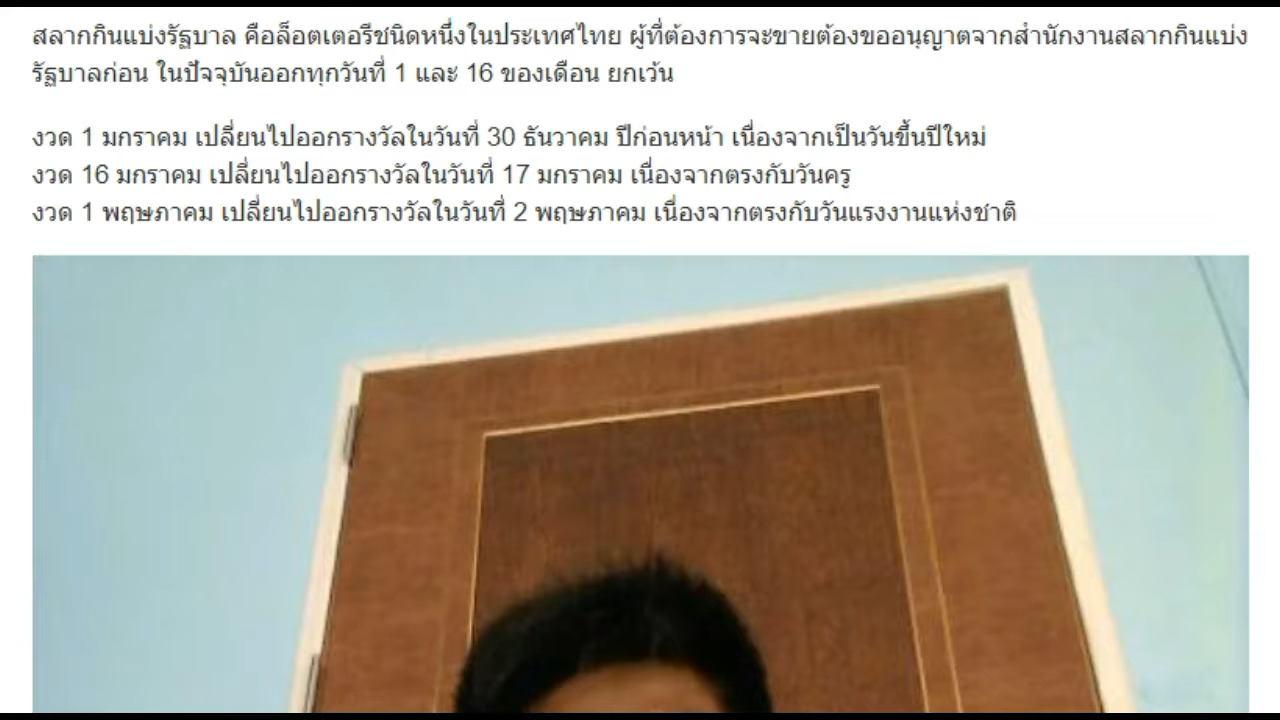 สลากกินแบ่งรัฐบาล คือล็อตเตอรีชนิดหนึ่งในประเทศไทย ผู้ที่ต้องการจะขายต้องขออนุญาตจากสำนักงานสลากกินแบ่ง
รัฐบาลก่อน ในปัจจุบันออกทุกวันที่ 1 และ 16 ของเดือน ยกเว้น
งวด 1 มกราคม เปลี่ยนไปออกรางวัลในวันที่ 30 ธันวาคม ปีก่อนหน้า เนื่องจากเป็นวันขึ้นปีใหม่
งวด 16 มกราคม เปลี่ยนไปออกรางวัลในวันที่ 17 มกราคม เนื่องจากตรงกับวันครู
งวด 1 พฤษภาคม เปลี่ยนไปออกรางวัลในวันที่ 2 พฤษภาคม เนื่องจากตรงกับวันแรงงานแห่งชาติ